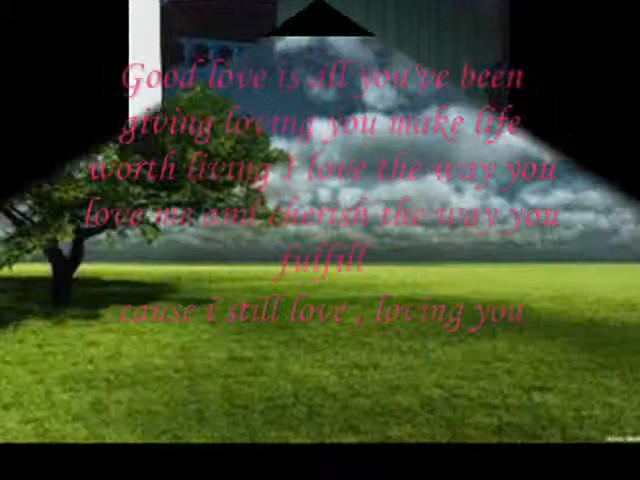 Good love is all you've been
giving loving you make life
worth living I love the way you
love me and cherish the way you
fulfill
cause i still love , loving you